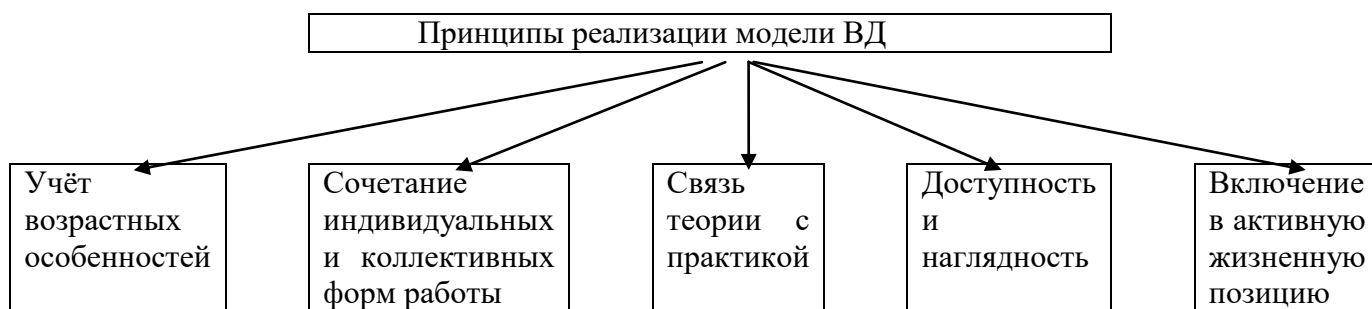 Принципы реализации модели ВД
Учёт
возрастных
особенностей
Сочетание
индивидуальных
и коллективных
форм работы
Связь
теории с
практикой
Доступность
и
наглядность
Включение
в активную
жизненную
позицию